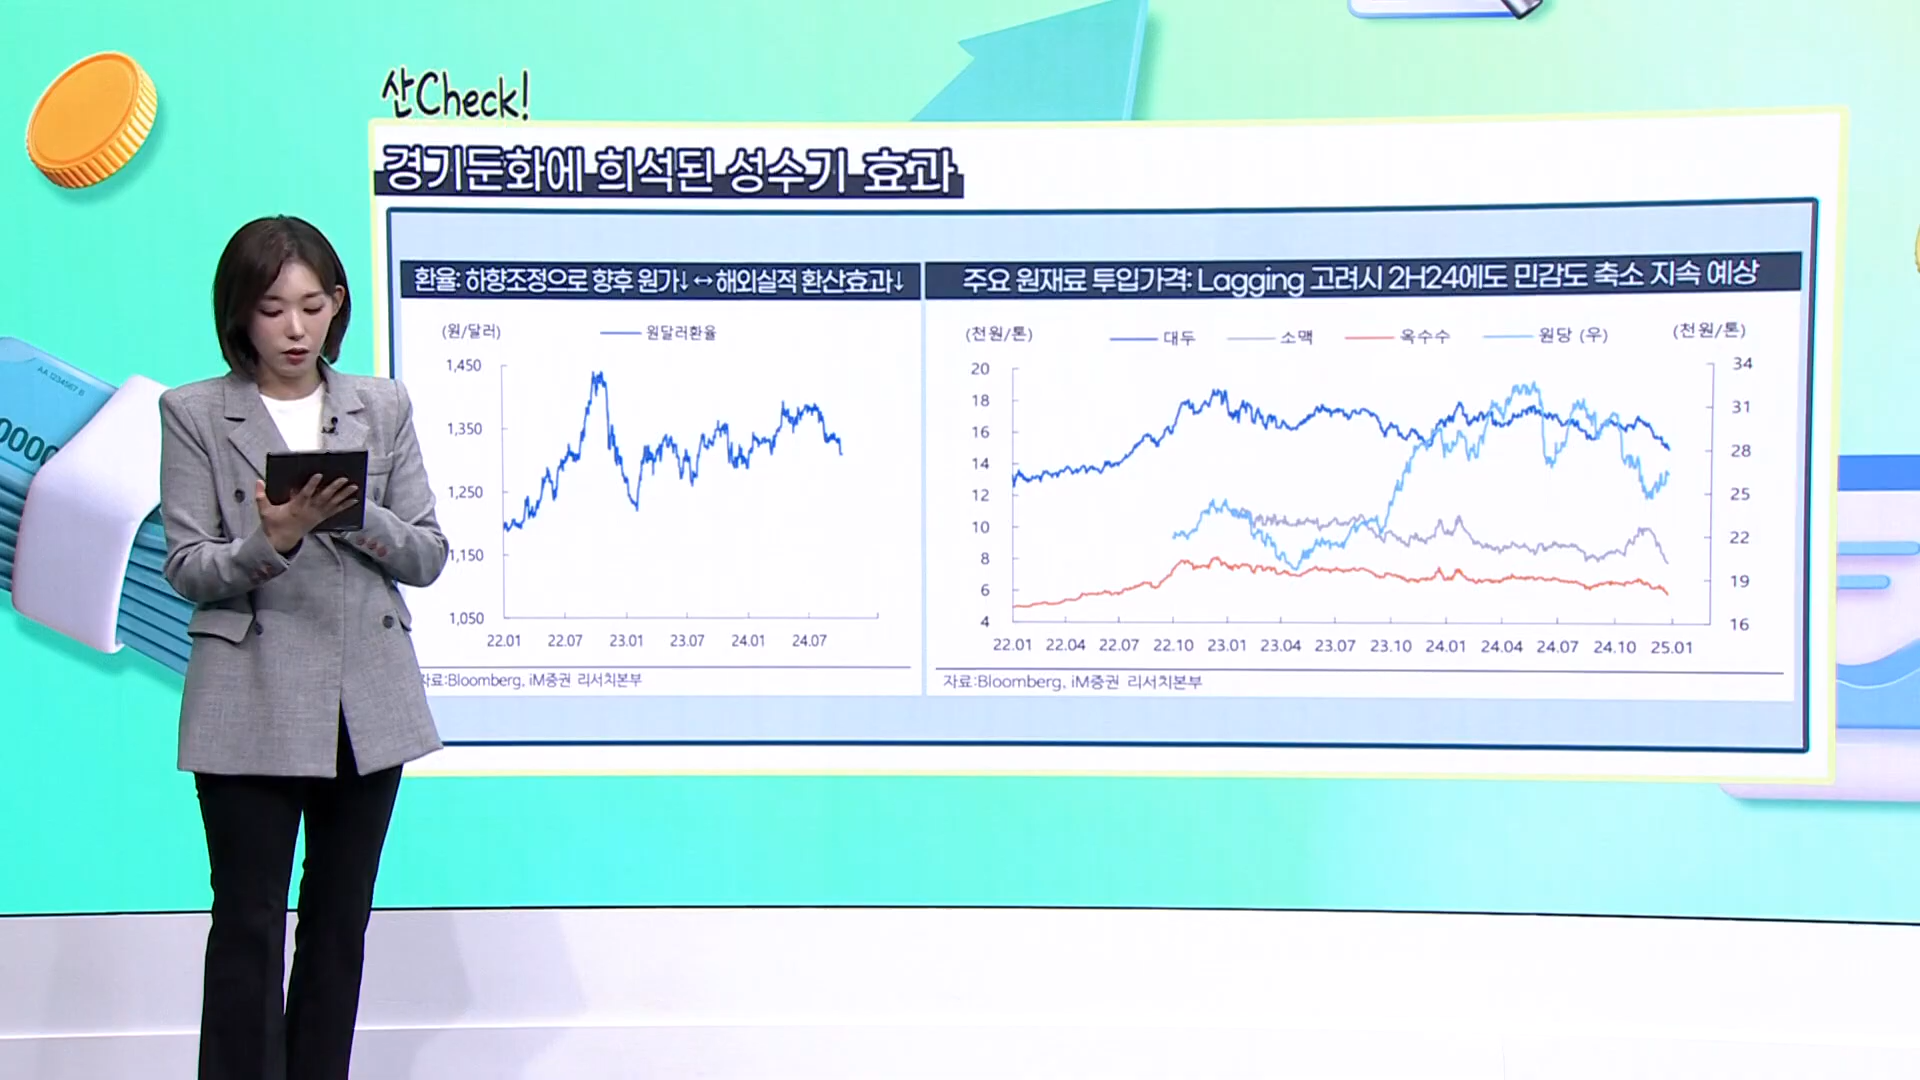 산Check!
경기둔화에 희석된 성수기 효과
환율: 하향조정으로 향후 원가↓ ↔ 해외실적 환산효과↓
(원/달러)
원달러환율
1,450
1,350
1,250
1,150
1,050
22.01 22.07 23.01 23.07 24.01 24.07
자료:Bloomberg, iM증권 리서치본부
주요 원재료 투입가격: Lagging 고려시 2H24에도 민감도 축소 지속 예상
(천원/톤)
대두 소맥 옥수수 원당 (우)
(천원/톤)
20
18
16
14
12
10
8
6
4
34
31
28
25
22
19
16
22.01 22.04 22.07 22.10 23.01 23.04 23.07 23.10 24.01 24.04 24.07 24.10 25.01
자료:Bloomberg, iM증권 리서치본부